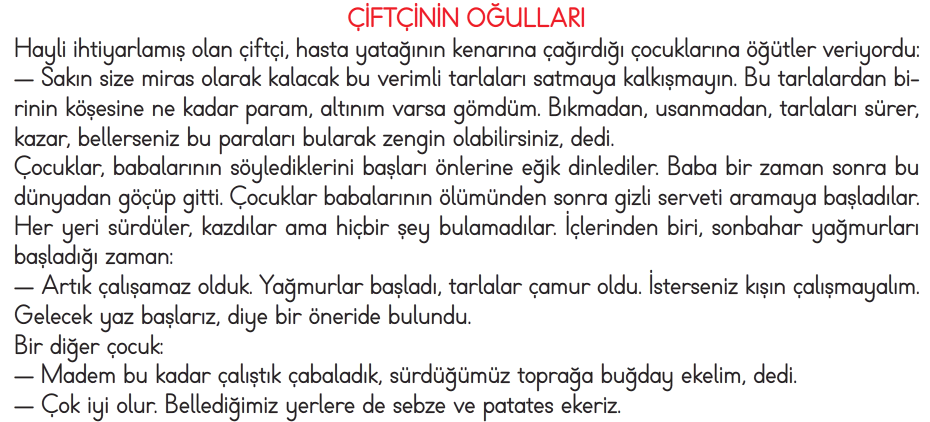 ÇİFTÇİNİN OĞULLARI
Hayli ihtiyarlamış olan çiftçi, hasta yatağının kenarına çağırdığı çocuklarına öğütler veriyordu:
— Sakın size miras olarak kalacak bu verimli tarlaları satmaya kalkışmayın. Bu tarlalardan bi-
rinin köşesine ne kadar param, altınım varsa gömdüm. Bıkmadan, usanmadan, tarlaları sürer,
kazar, bellerseniz bu paraları bularak zengin olabilirsiniz, dedi.
Çocuklar, babalarının söylediklerini başları önlerine eğik dinlediler. Baba bir zaman sonra bu
dünyadan göçüp gitti. Çocuklar babalarının ölümünden sonra gizli serveti aramaya başladılar.
Her yeri sürdüler, kazdılar ama hiçbir şey bulamadılar. İçlerinden biri, sonbahar yağmurları
başladığı zaman:
— Artık çalışamaz olduk. Yağmurlar başladı, tarlalar çamur oldu. İsterseniz kışın çalışmayalım.
Gelecek yaz başlarız, diye bir öneride bulundu.
Bir diğer çocuk:
— Madem bu kadar çalıştık çabaladık, sürdüğümüz toprağa buğday ekelim, dedi.
— Çok iyi olur. Bellediğimiz yerlere de sebze ve patates ekeriz.